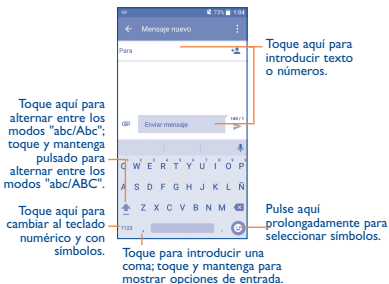 73% 1:04
Mensaje nuevo
Para
Toque aquí para
introducir texto
o números.
Enviar mensaje
160 / 1
Toque aquí para
alternar entre los
modos "abc/Abc";
toque y mantenga
pulsado para
alternar entre los
modos "abc/ABC".
Q W E R T Y U I O P
A S D F G H J K L Ñ
Z X C V B N M
?123 , .
Toque aquí para
cambiar al teclado
numérico y con
símbolos.
Pulse aquí
prolongadamente para
seleccionar símbolos.
Toque para introducir una
coma; toque y mantenga para
mostrar opciones de entrada.